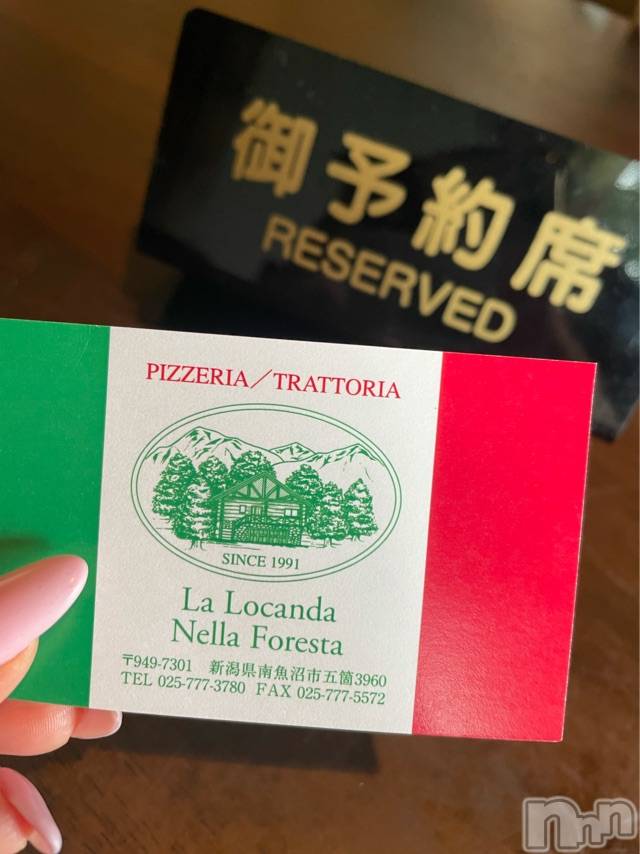 御予約席
RESERVED
PIZZERIA／TRATTORIA
SINCE 1991
La Locanda
Nella Foresta
〒949-7301 新潟県南魚沼市五箇3960
TEL 025-777-3780 FAX 025-777-5572
nnn